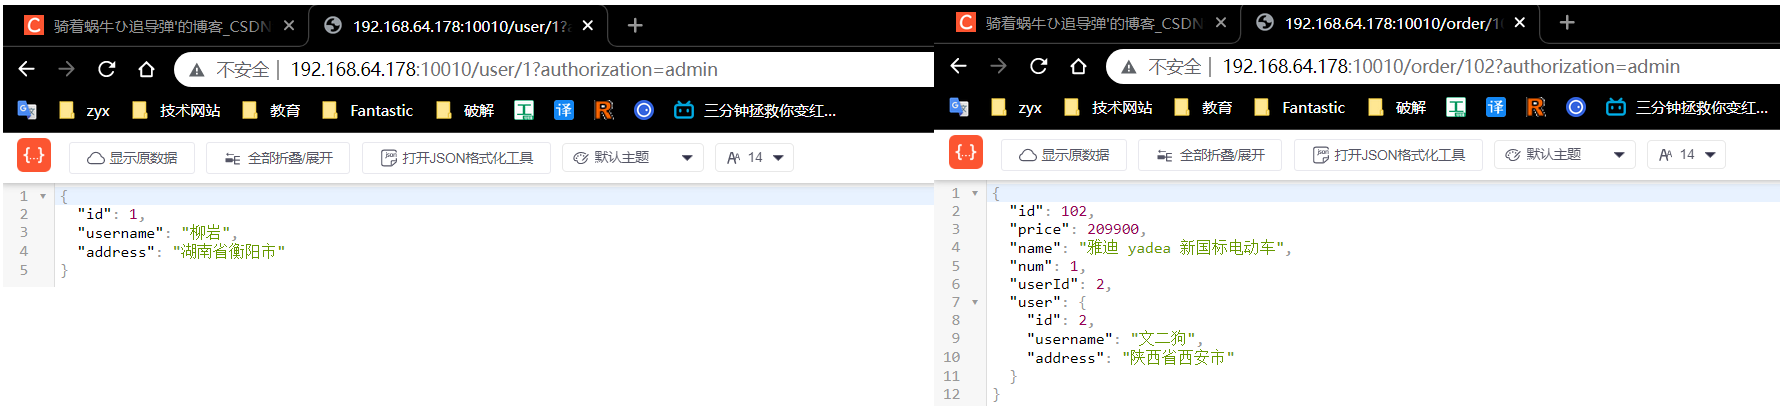 骑着蜗牛ひ追导弹'的博客_CSDN
192.168.64.178:10010/user/1?a
不安全 | 192.168.64.178:10010/user/1?authorization=admin
zyx 技术网站 教育 Fantastic 破解 译 三分钟拯救你变红...
显示原数据 全部折叠/展开 打开JSON格式化工具 默认主题 14
1 {
2 "id": 1,
3 "username": "柳岩",
4 "address": "湖南省衡阳市"
5 }
骑着蜗牛ひ追导弹'的博客_CSDN
192.168.64.178:10010/order/10
不安全 | 192.168.64.178:10010/order/102?authorization=admin
zyx 技术网站 教育 Fantastic 破解 译 三分钟拯救你变红...
显示原数据 全部折叠/展开 打开JSON格式化工具 默认主题 14
1 {
2 "id": 102,
3 "price": 209900,
4 "name": "雅迪 yadea 新国标电动车",
5 "num": 1,
6 "userId": 2,
7 "user": {
8 "id": 2,
9 "username": "文二狗",
10 "address": "陕西省西安市"
11 }
12 }